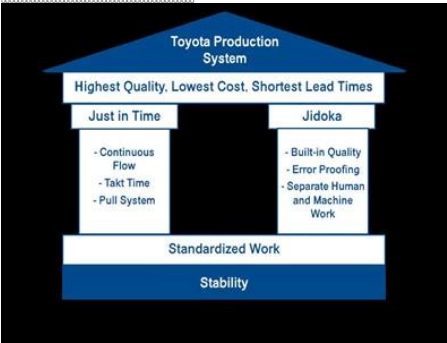 Toyota Production
System
Highest Quality, Lowest Cost, Shortest Lead Times
Just in Time
- Continuous
Flow
- Takt Time
- Pull System
Jidoka
- Built-in Quality
- Error Proofing
- Separate Human
and Machine
Work
Standardized Work
Stability